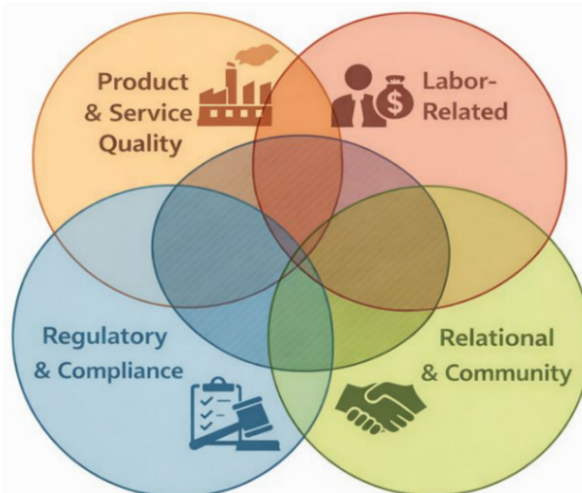 Product
& Service
Quality
Labor-
Related
$
Regulatory
& Compliance
Relational
& Community